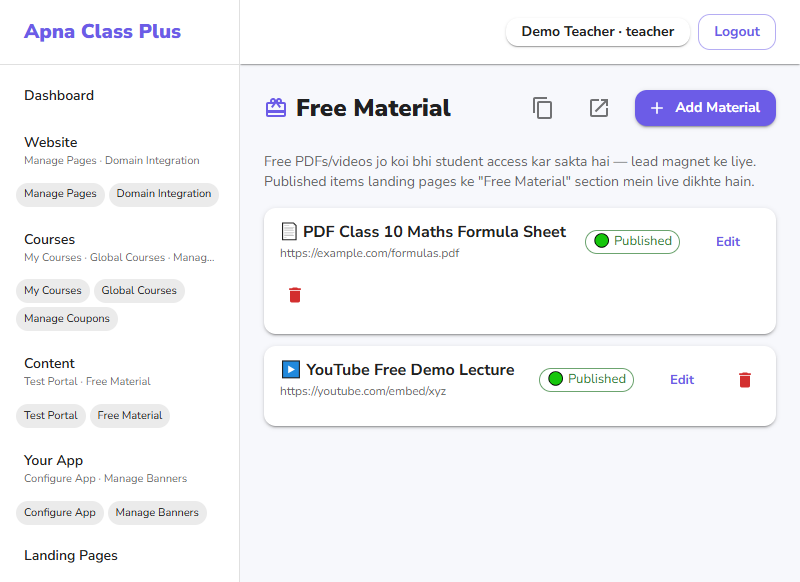 Apna Class Plus
Demo Teacher · teacher
Logout
Dashboard
Website
Manage Pages · Domain Integration
Manage Pages
Domain Integration
Courses
My Courses · Global Courses · Manag...
My Courses
Global Courses
Manage Coupons
Content
Test Portal · Free Material
Test Portal
Free Material
Your App
Configure App · Manage Banners
Configure App
Manage Banners
Landing Pages
Free Material
+ Add Material
Free PDFs/videos jo koi bhi student access kar sakta hai — lead magnet ke liye.
Published items landing pages ke "Free Material" section mein live dikhte hain.
PDF Class 10 Maths Formula Sheet
https://example.com/formulas.pdf
Published
Edit
YouTube Free Demo Lecture
https://youtube.com/embed/xyz
Published
Edit